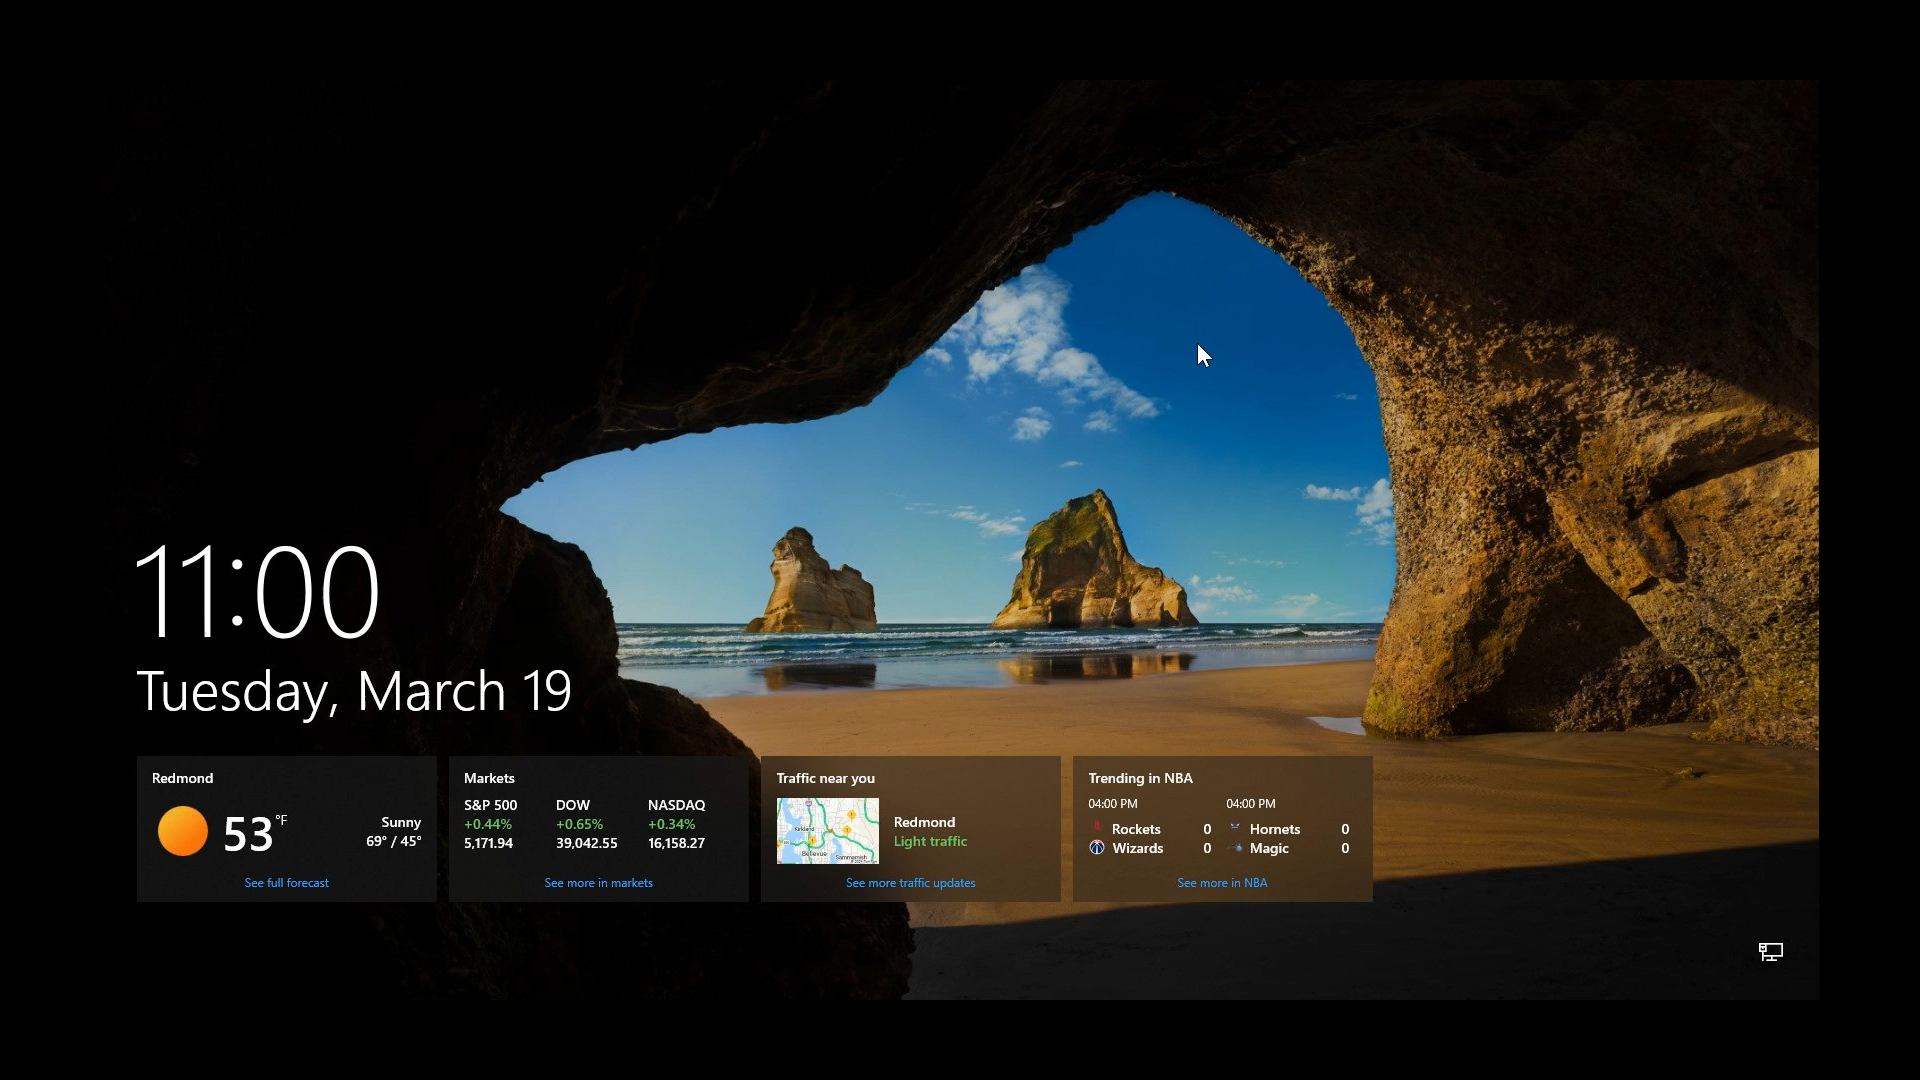 11:00
Tuesday, March 19
Redmond
53 °F
Sunny
69° / 45°
See full forecast
Markets
S&P 500 DOW NASDAQ
+0.44% +0.65% +0.34%
5,171.94 39,042.55 16,158.27
See more in markets
Traffic near you
Kirkland
Bellevue
Sammamish
Redmond
Light traffic
See more traffic updates
Trending in NBA
04:00 PM 04:00 PM
Rockets 0 Hornets 0
Wizards 0 Magic 0
See more in NBA